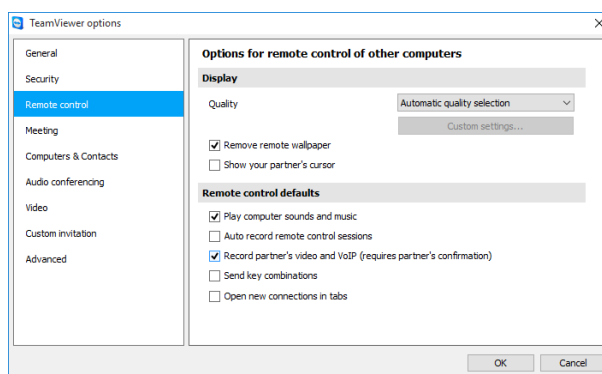 TeamViewer options
General
Security
Remote control
Meeting
Computers & Contacts
Audio conferencing
Video
Custom invitation
Advanced
Options for remote control of other computers
Display
Quality
Automatic quality selection
Custom settings...
Remove remote wallpaper
Show your partner's cursor
Remote control defaults
Play computer sounds and music
Auto record remote control sessions
Record partner's video and VoIP (requires partner's confirmation)
Send key combinations
Open new connections in tabs
OK
Cancel